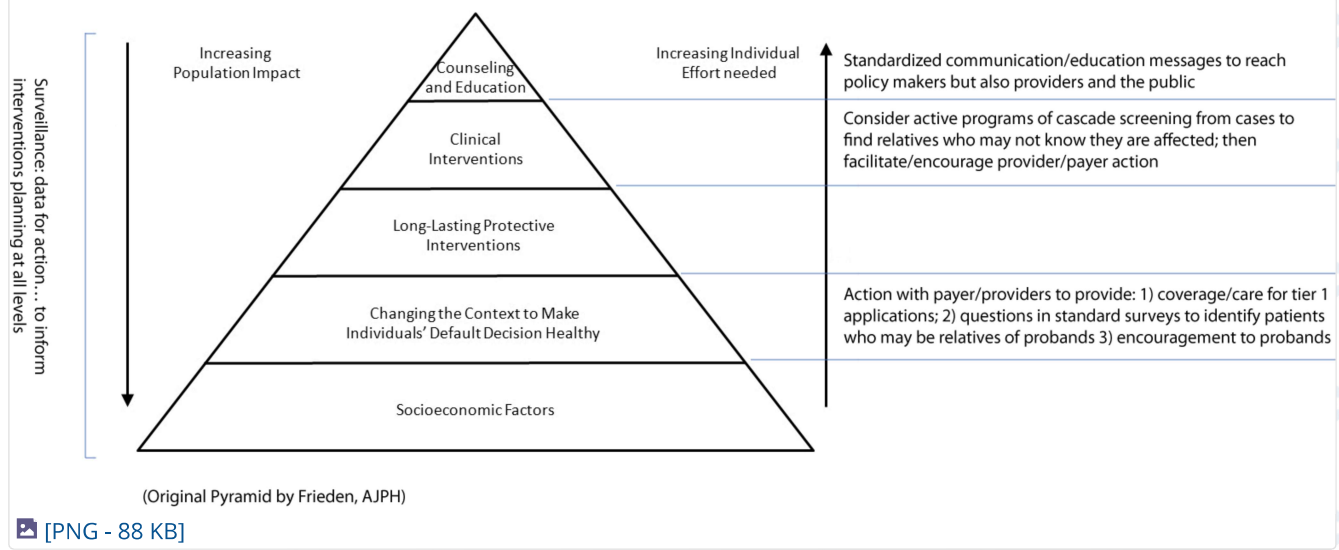 Surveillance: data for action... to inform
interventions planning at all levels
Increasing
Population Impact
Counseling
and Education
Clinical
Interventions
Long-Lasting Protective
Interventions
Changing the Context to Make
Individuals' Default Decision Healthy
Socioeconomic Factors
Increasing Individual
Effort needed
Standardized communication/education messages to reach
policy makers but also providers and the public
Consider active programs of cascade screening from cases to
find relatives who may not know they are affected; then
facilitate/encourage provider/payer action
Action with payer/providers to provide: 1) coverage/care for tier 1
applications; 2) questions in standard surveys to identify patients
who may be relatives of probands 3) encouragement to probands
(Original Pyramid by Frieden, AJPH)
[PNG - 88 KB]